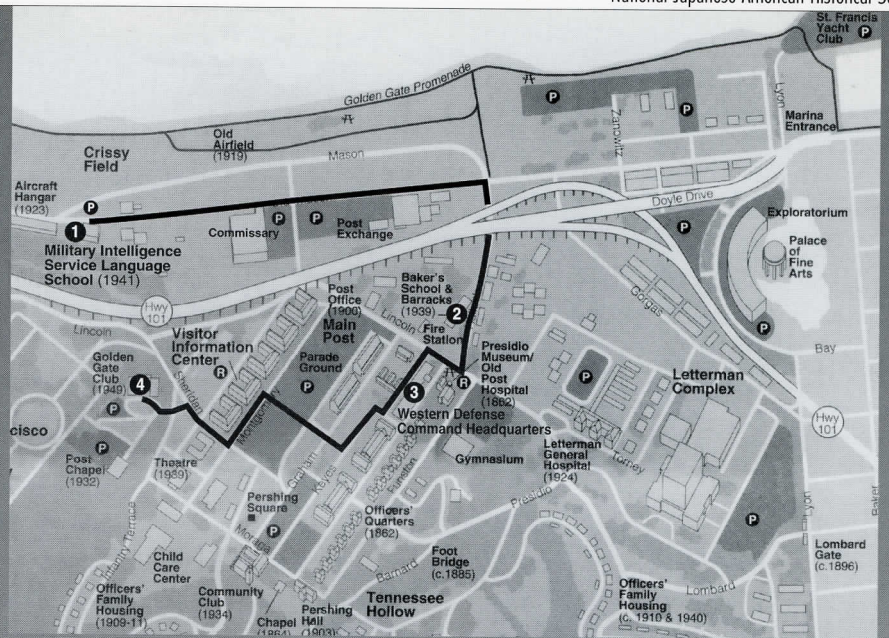 National Japanese American Historical
St. Francis
Yacht
Club
P
Golden Gate Promenade
P
P
Lyon
Zanowitz
Marina
Entrance
Old
Airfield
(1919)
Mason
Crissy
Field
Aircraft
Hangar
(1923)
P
1
Military Intelligence
Service Language
School (1941)
Commissary
P
P
Post
Exchange
Doyle Drive
P
Exploratorium
Palace
of
Fine
Arts
P
Hwy
101
Lincoln
Visitor
Information
Center
R
Post
Office
(1900)
Main
Post
Parade
Ground
P
Lincoln
Baker's
School &
Barracks
(1939)
2
Fire
Station
Presidio
Museum/
Old
Post
Hospital
(1862)
R
3
Western Defense
Command Headquarters
Gorgas
Bay
Letterman
Complex
P
Hwy
101
Golden
Gate
Club
(1949)
4
P
Sheridan
Montgomery
cisco
P
Post
Chapel
(1932)
Theatre
(1939)
Graham
Keyes
Funston
Gymnasium
Letterman
General
Hospital
(1924)
Torney
Presidio
P
Lyon
Baker
Pershing
Square
P
Moraga
Officers'
Quarters
(1862)
Infantry Terrace
Child
Care
Center
Officers'
Family
Housing
(1909-11)
Community
Club
(1934)
Chapel
(1864)
Pershing
Hall
(1903)
Barnard
Foot
Bridge
(c.1885)
Tennessee
Hollow
Officers'
Family
Housing
(c. 1910 & 1940)
Lombard
Lombard
Gate
(c.1896)